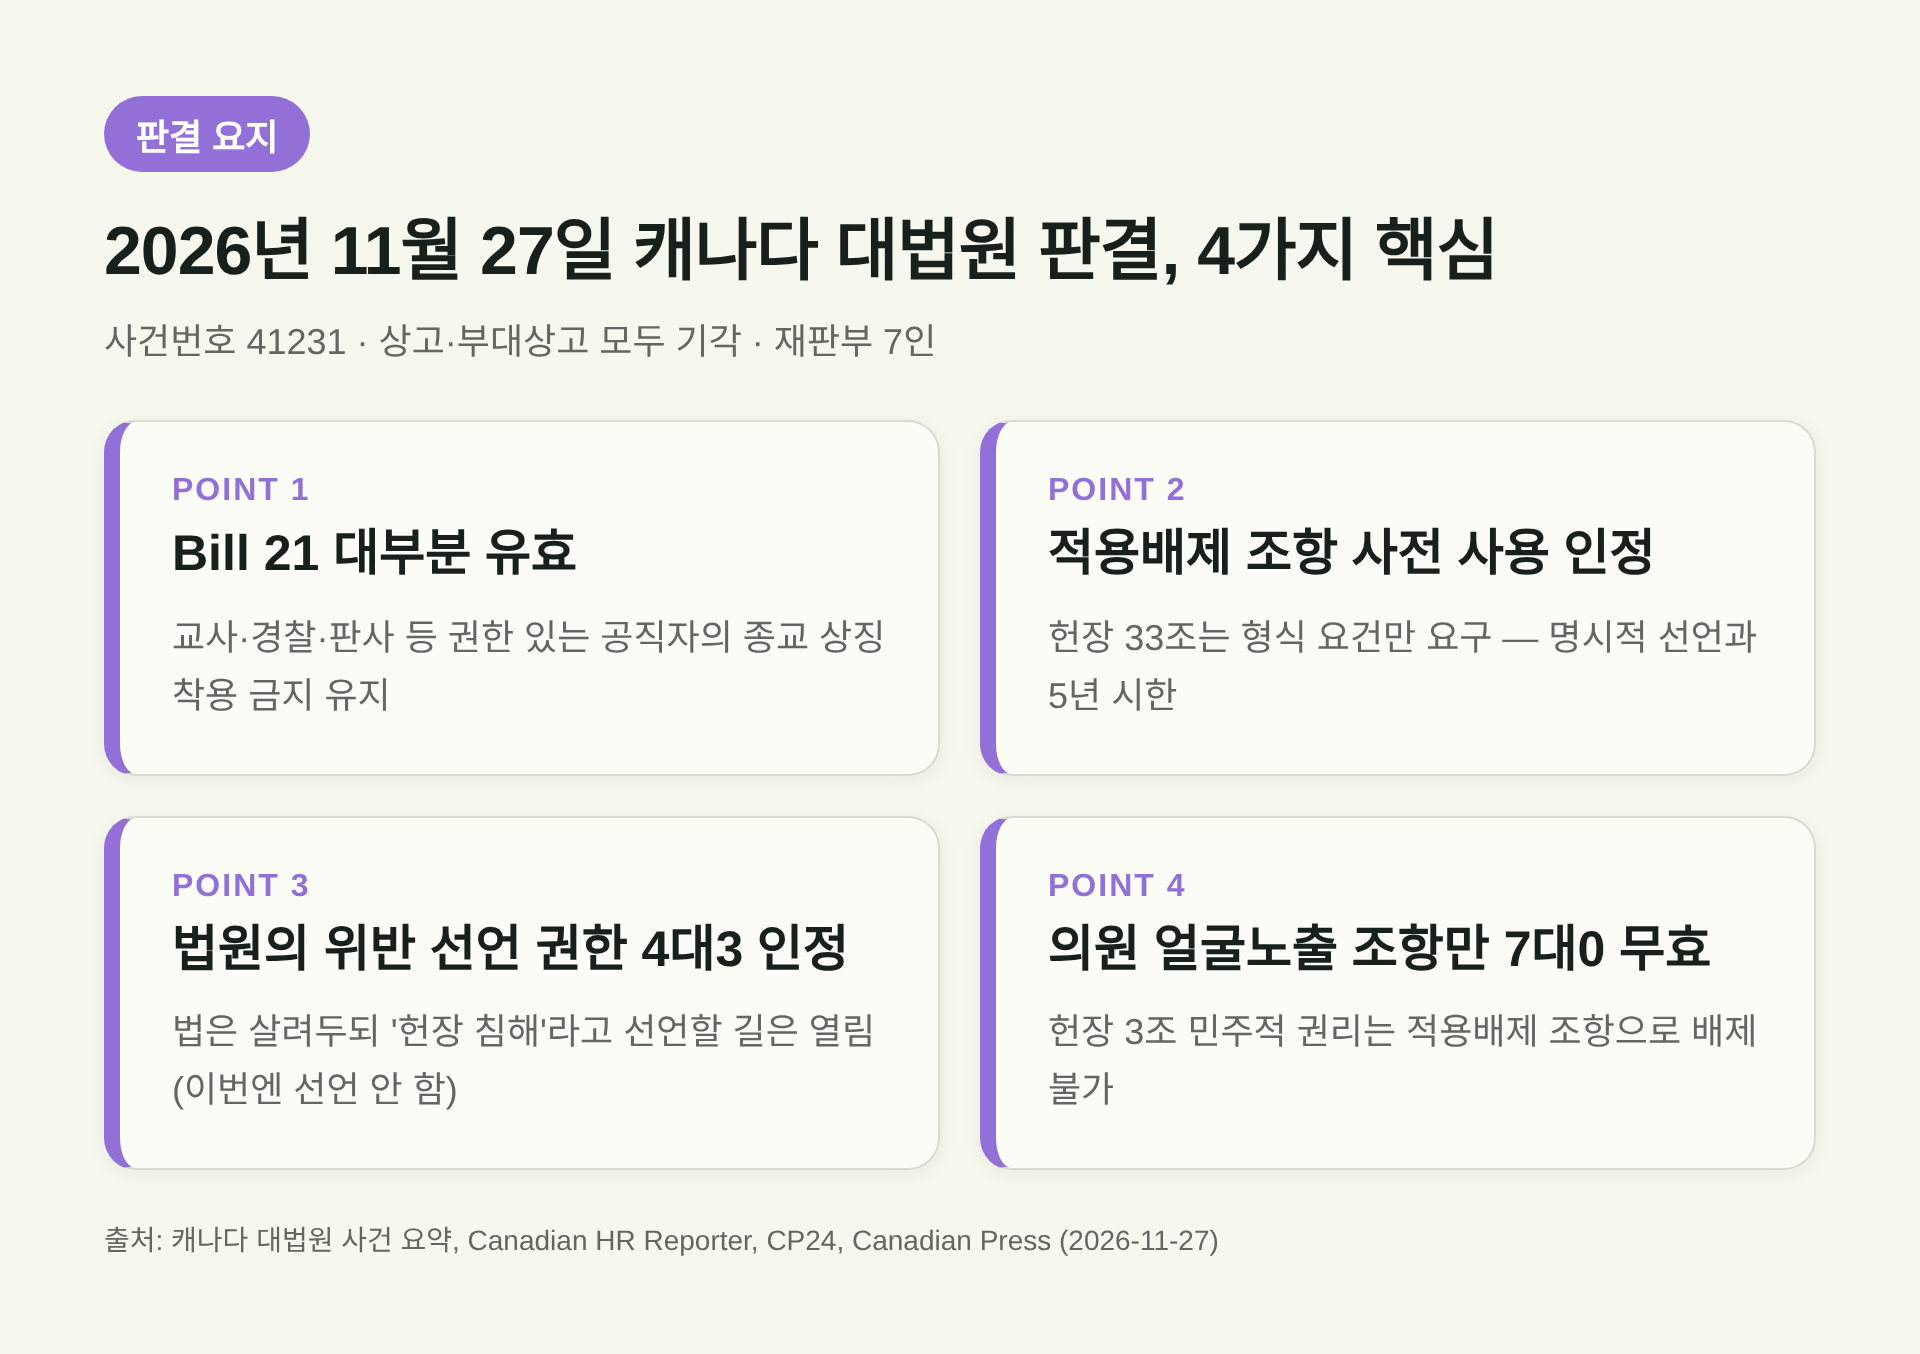 판결 요지
2026년 11월 27일 캐나다 대법원 판결, 4가지 핵심
사건번호 41231 · 상고·부대상고 모두 기각 · 재판부 7인
POINT 1
Bill 21 대부분 유효
교사·경찰·판사 등 권한 있는 공직자의 종교 상징
착용 금지 유지
POINT 2
적용배제 조항 사전 사용 인정
헌장 33조는 형식 요건만 요구 — 명시적 선언과
5년 시한
POINT 3
법원의 위반 선언 권한 4대3 인정
법은 살려두되 '헌장 침해'라고 선언할 길은 열림
(이번엔 선언 안 함)
POINT 4
의원 얼굴노출 조항만 7대0 무효
헌장 3조 민주적 권리는 적용배제 조항으로 배제
불가
출처: 캐나다 대법원 사건 요약, Canadian HR Reporter, CP24, Canadian Press (2026-11-27)